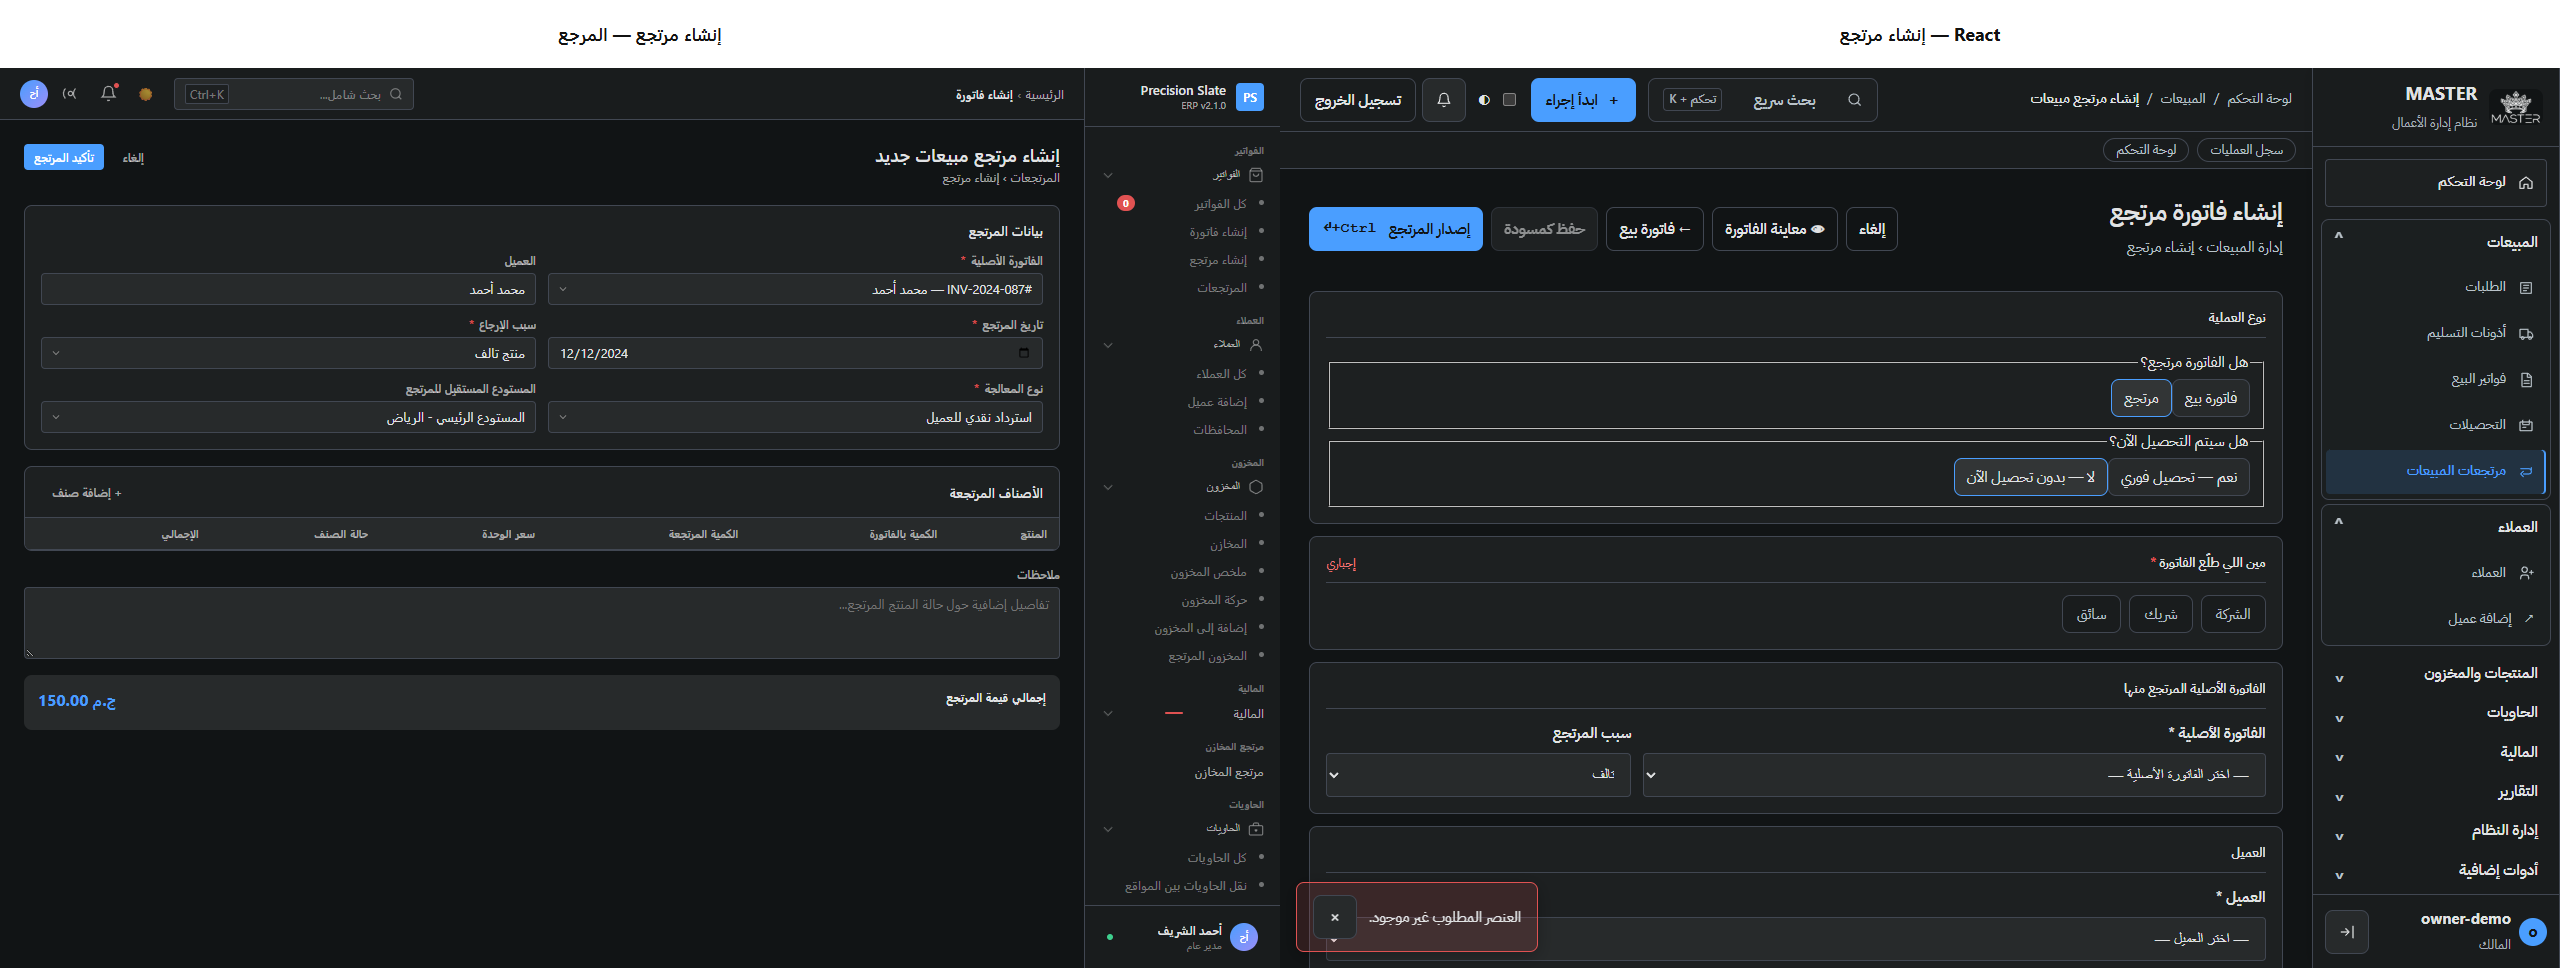 React — إنشاء مرتجع
MASTER
نظام إدارة الأعمال
MASTER
لوحة التحكم
المبيعات
الطلبات
أذونات التسليم
فواتير البيع
التحصيلات
مرتجعات المبيعات
العملاء
العملاء
إضافة عميل
المنتجات والمخزون
الحاويات
المالية
التقارير
إدارة النظام
أدوات إضافية
owner-demo
المالك
لوحة التحكم / المبيعات / إنشاء مرتجع مبيعات
بحث سريع
تحكم + K
+ ابدأ إجراء
تسجيل الخروج
سجل العمليات
لوحة التحكم
إنشاء فاتورة مرتجع
إدارة المبيعات › إنشاء مرتجع
إلغاء
معاينة الفاتورة
← فاتورة بيع
حفظ كمسودة
إصدار المرتجع Ctrl+↵
نوع العملية
هل الفاتورة مرتجع؟
فاتورة بيع
مرتجع
هل سيتم التحصيل الآن؟
نعم — تحصيل فوري
لا — بدون تحصيل الآن
مين اللي طلّع الفاتورة *
إجباري
الشركة
شريك
سائق
الفاتورة الأصلية المرتجع منها
الفاتورة الأصلية *
سبب المرتجع
— اختر الفاتورة الأصلية —
تالف
العميل
العميل *
— اختر العميل —
العنصر المطلوب غير موجود.
×
إنشاء مرتجع — المرجع
PS
Precision Slate
ERP v2.1.0
الفواتير
الفواتير
كل الفواتير
0
إنشاء فاتورة
إنشاء مرتجع
المرتجعات
العملاء
العملاء
كل العملاء
إضافة عميل
المحافظات
المخزون
المخزون
المنتجات
المخازن
ملخص المخزون
حركة المخزون
إضافة إلى المخزون
المخزون المرتجع
المالية
المالية
مرتجع المخازن
مرتجع المخازن
الحاويات
الحاويات
كل الحاويات
نقل الحاويات بين المواقع
أحمد الشريف
مدير عام
أح
الرئيسية › إنشاء فاتورة
بحث شامل...
Ctrl+K
أح
إنشاء مرتجع مبيعات جديد
المرتجعات › إنشاء مرتجع
إلغاء
تأكيد المرتجع
بيانات المرتجع
الفاتورة الأصلية *
العميل
#INV-2024-087 — محمد أحمد
محمد أحمد
تاريخ المرتجع *
سبب الإرجاع *
12/12/2024
منتج تالف
نوع المعالجة *
المستودع المستقبل للمرتجع
استرداد نقدي للعميل
المستودع الرئيسي - الرياض
الأصناف المرتجعة
+ إضافة صنف
المنتج
الكمية بالفاتورة
الكمية المرتجعة
سعر الوحدة
حالة الصنف
الإجمالي
ملاحظات
تفاصيل إضافية حول حالة المنتج المرتجع...
إجمالي قيمة المرتجع
150.00 ج.م